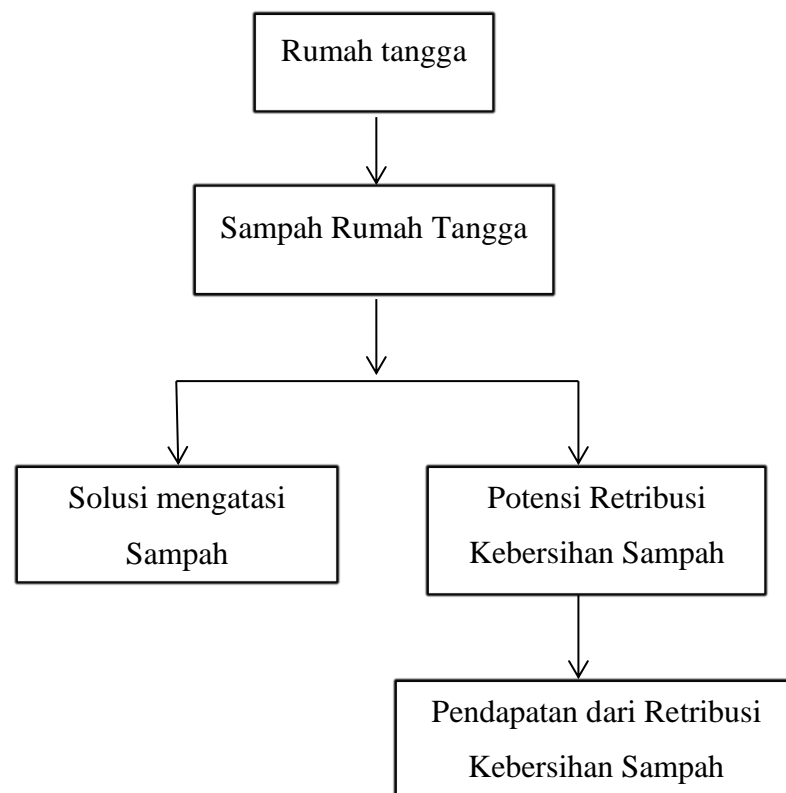 Rumah tangga
Sampah Rumah Tangga
Solusi mengatasi
Sampah
Potensi Retribusi
Kebersihan Sampah
Pendapatan dari Retribusi
Kebersihan Sampah